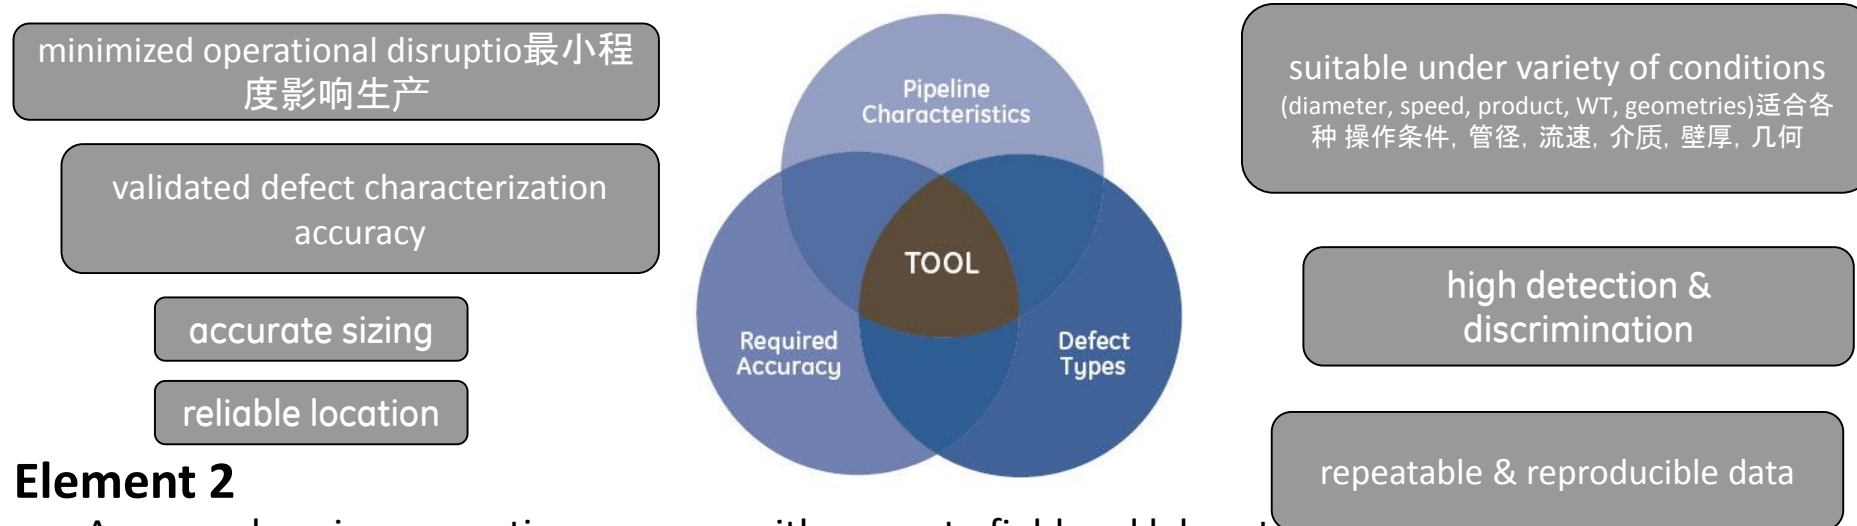 minimized operational disruptio最小程
度影响生产
validated defect characterization
accuracy
accurate sizing
reliable location
Pipeline
Characteristics
TOOL
Required
Accuracy
Defect
Types
suitable under variety of conditions
(diameter, speed, product, WT, geometries)适合各
种 操作条件, 管径, 流速, 介质, 壁厚, 几何
high detection &
discrimination
repeatable & reproducible data
Element 2